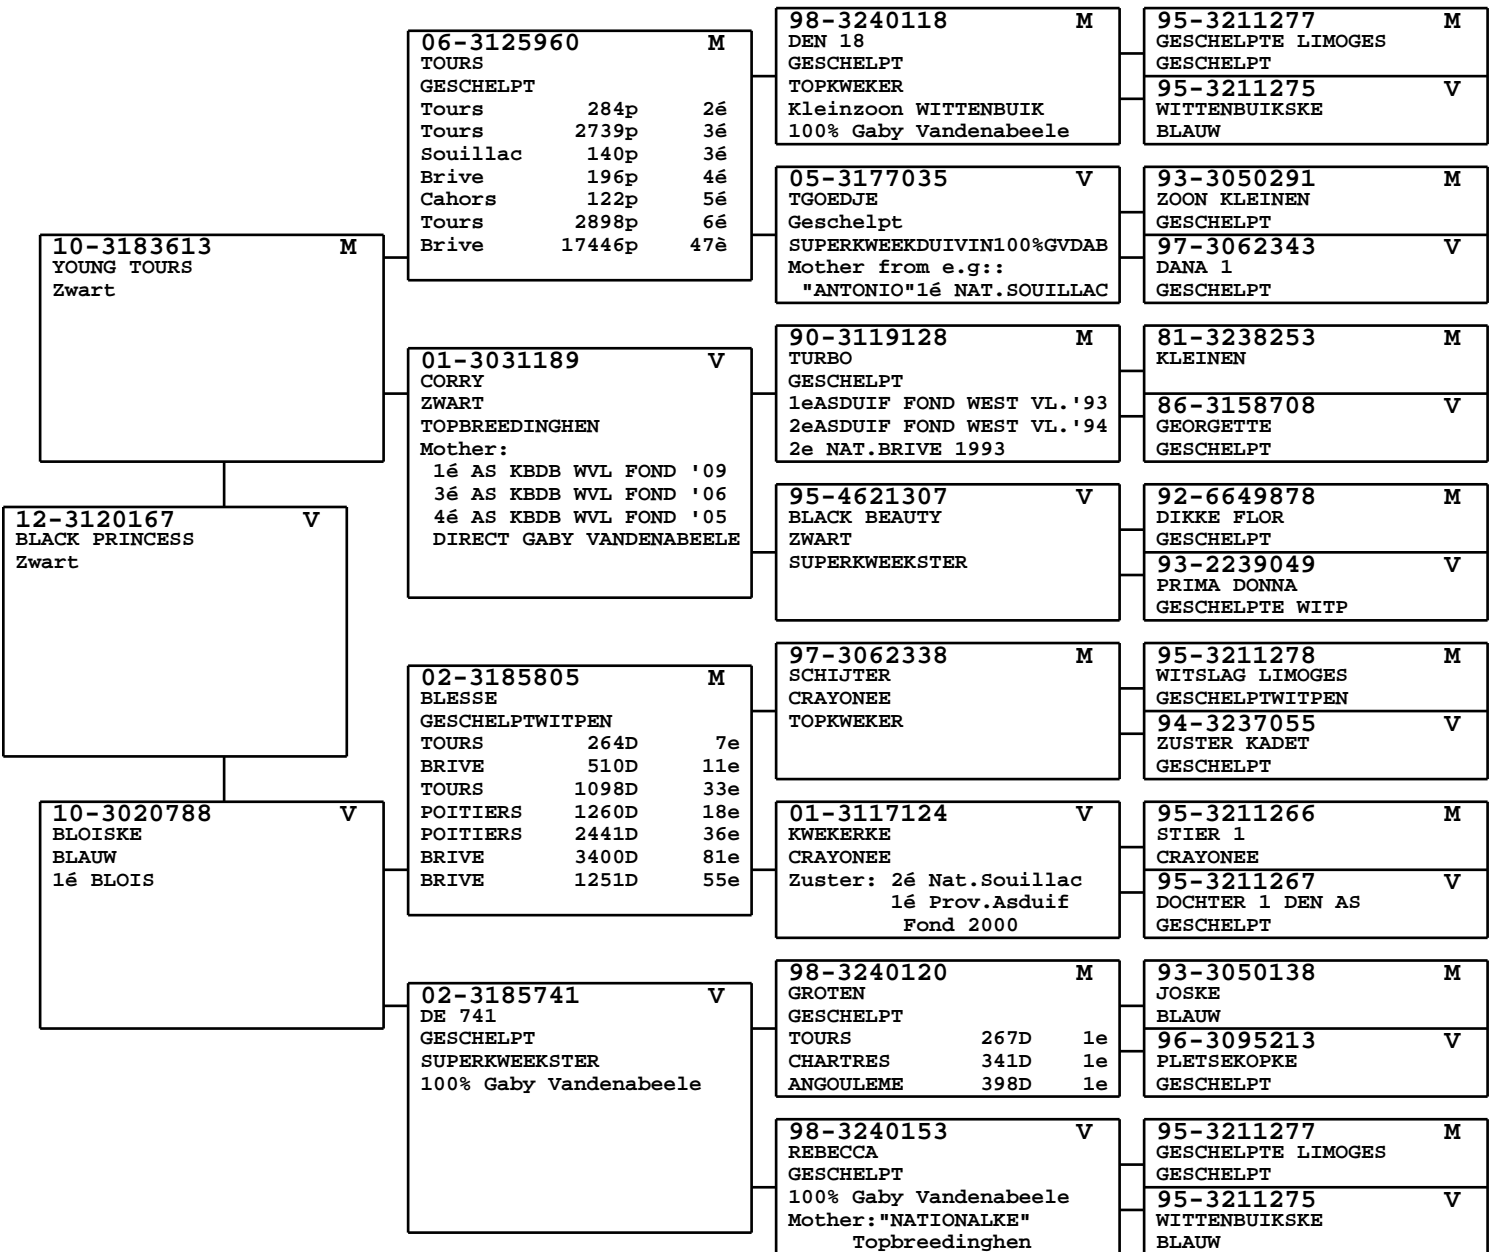 12-3120167 V
BLACK PRINCESS
Zwart
10-3183613 M
YOUNG TOURS
Zwart
10-3020788 V
BLOISKE
BLAUW
1é BLOIS
06-3125960 M
TOURS
GESCHELPT
Tours 284p 2é
Tours 2739p 3é
Souillac 140p 3é
Brive 196p 4é
Cahors 122p 5é
Tours 2898p 6é
Brive 17446p 47è
01-3031189 V
CORRY
ZWART
TOPBREEDINGHEN
Mother:
1é AS KBDB WVL FOND '09
3é AS KBDB WVL FOND '06
4é AS KBDB WVL FOND '05
DIRECT GABY VANDENABEELE
02-3185805 M
BLESSE
GESCHELPTWITPEN
TOURS 264D 7e
BRIVE 510D 11e
TOURS 1098D 33e
POITIERS 1260D 18e
POITIERS 2441D 36e
BRIVE 3400D 81e
BRIVE 1251D 55e
02-3185741 V
DE 741
GESCHELPT
SUPERKWEEKSTER
100% Gaby Vandenabeele
98-3240118 M
DEN 18
GESCHELPT
TOPKWEKER
Kleinzoon WITTENBUIK
100% Gaby Vandenabeele
05-3177035 V
TGOEDJE
Geschelpt
SUPERKWEEKDUIVIN100%GVDAB
Mother from e.g::
"ANTONIO"1é NAT.SOUILLAC
90-3119128 M
TURBO
GESCHELPT
1eASDUIF FOND WEST VL.'93
2eASDUIF FOND WEST VL.'94
2e NAT.BRIVE 1993
95-4621307 V
BLACK BEAUTY
ZWART
SUPERKWEEKSTER
97-3062338 M
SCHIJTER
CRAYONEE
TOPKWEKER
01-3117124 V
KWEKERKE
CRAYONEE
Zuster: 2é Nat.Souillac
1é Prov.Asduif
Fond 2000
98-3240120 M
GROTEN
GESCHELPT
TOURS 267D 1e
CHARTRES 341D 1e
ANGOULEME 398D 1e
98-3240153 V
REBECCA
GESCHELPT
100% Gaby Vandenabeele
Mother:"NATIONALKE"
Topbreedinghen
95-3211277 M
GESCHELPTE LIMOGES
GESCHELPT
95-3211275 V
WITTENBUIKSKE
BLAUW
93-3050291 M
ZOON KLEINEN
GESCHELPT
97-3062343 V
DANA 1
GESCHELPT
81-3238253 M
KLEINEN
86-3158708 V
GEORGETTE
GESCHELPT
92-6649878 M
DIKKE FLOR
GESCHELPT
93-2239049 V
PRIMA DONNA
GESCHELPTE WITP
95-3211278 M
WITSLAG LIMOGES
GESCHELPTWITPEN
94-3237055 V
ZUSTER KADET
GESCHELPT
95-3211266 M
STIER 1
CRAYONEE
95-3211267 V
DOCHTER 1 DEN AS
GESCHELPT
93-3050138 M
JOSKE
BLAUW
96-3095213 V
PLETSEKOPKE
GESCHELPT
95-3211277 M
GESCHELPTE LIMOGES
GESCHELPT
95-3211275 V
WITTENBUIKSKE
BLAUW